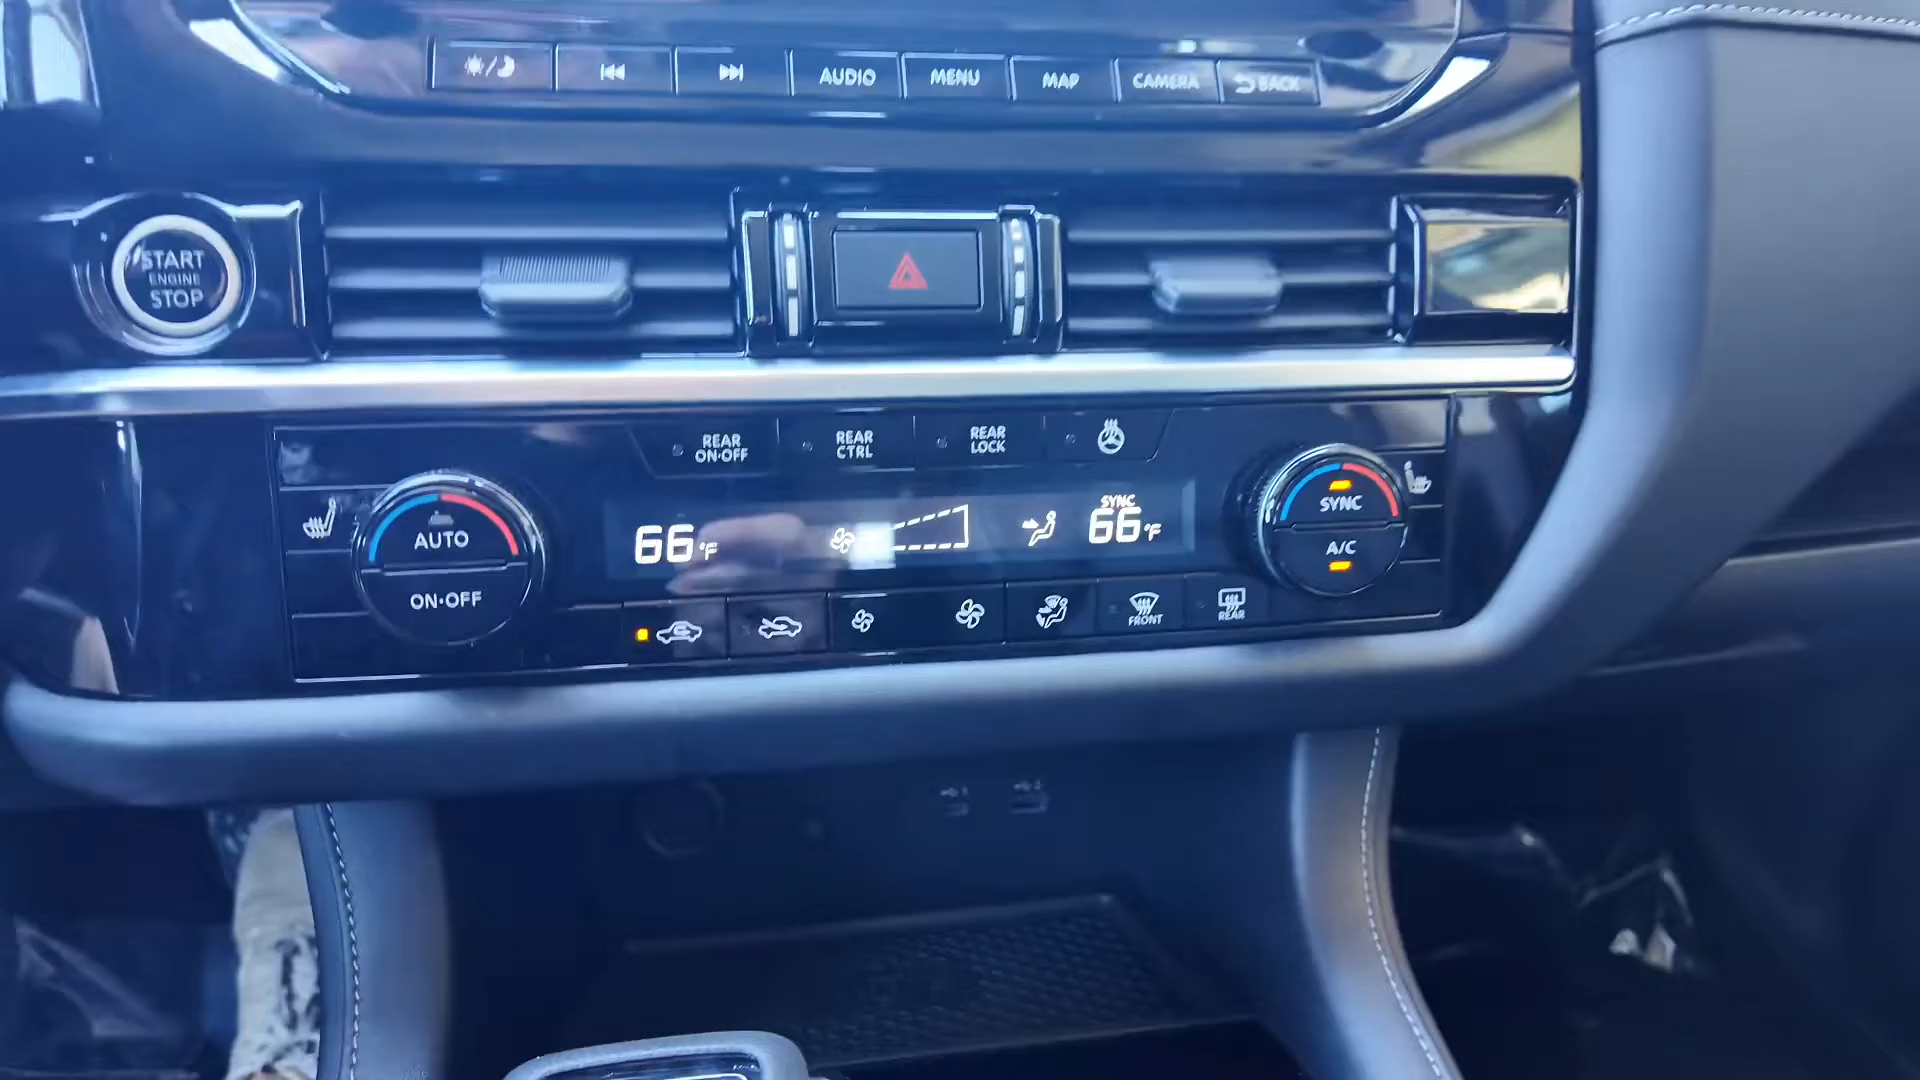 AUDIO MENU MAP CAMERA BACK
START
ENGINE
STOP
REAR
ON·OFF
REAR
CTRL
REAR
LOCK
AUTO
ON·OFF
66°F
SYNC
66°F
SYNC
A/C
FRONT
REAR